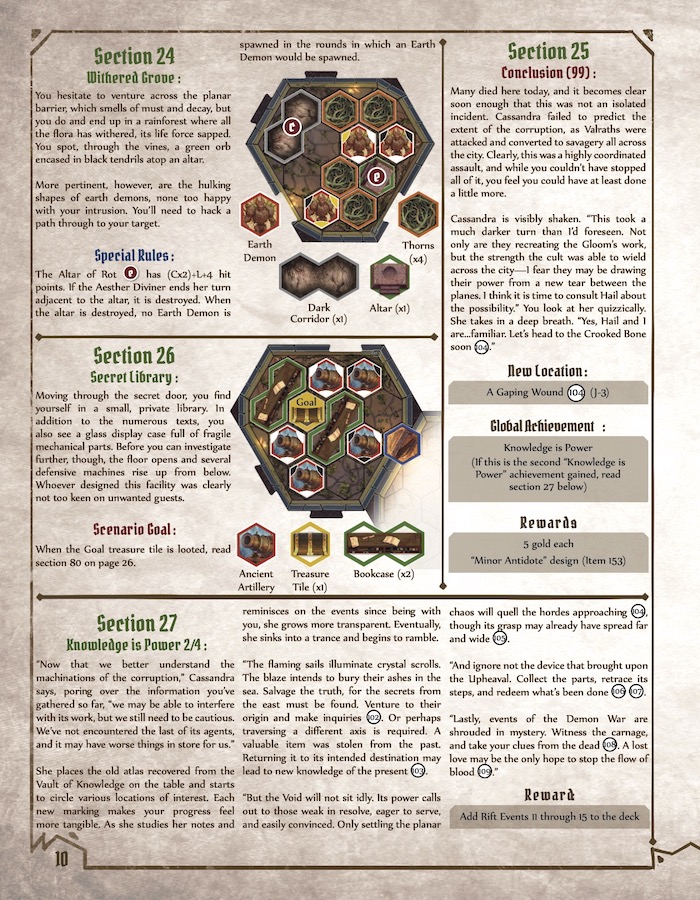 Section 24
Withered Grove :
You hesitate to venture across the planar
barrier, which smells of must and decay, but
you do and end up in a rainforest where all
the flora has withered, its life force sapped.
You spot, through the vines, a green orb
encased in black tendrils atop an altar.
More pertinent, however, are the hulking
shapes of earth demons, none too happy
with your intrusion. You'll need to hack a
path through to your target.
Special Rules :
The Altar of Rot e has (Cx2)+L+4 hit
points. If the Aesther Diviner ends her turn
adjacent to the altar, it is destroyed. When
the altar is destroyed, no Earth Demon is
spawned in the rounds in which an Earth
Demon would be spawned.
e
e
Earth
Demon
Thorns
(x4)
Dark
Corridor (x1)
Altar (x1)
Section 25
Conclusion (99) :
Many died here today, and it becomes clear
soon enough that this was not an isolated
incident. Cassandra failed to predict the
extent of the corruption, as Valraths were
attacked and converted to savagery all across
the city. Clearly, this was a highly coordinated
assault, and while you couldn't have stopped
all of it, you feel you could have at least done
a little more.
Cassandra is visibly shaken. “This took a
much darker turn than I'd foreseen. Not
only are they recreating the Gloom's work,
but the strength the cult was able to wield
across the city—I fear they may be drawing
their power from a new tear between the
planes. I think it is time to consult Hail about
the possibility.” You look at her quizzically.
She takes in a deep breath. “Yes, Hail and I
are...familiar. Let's head to the Crooked Bone
soon 104.”
New Location:
A Gaping Wound 104 (J-3)
Global Achievement :
Knowledge is Power
(If this is the second “Knowledge is
Power” achievement gained, read
section 27 below)
Rewards
5 gold each
“Minor Antidote” design (Item 153)
Section 26
Secret Library :
Moving through the secret door, you find
yourself in a small, private library. In
addition to the numerous texts, you
also see a glass display case full of fragile
mechanical parts. Before you can investigate
further, though, the floor opens and several
defensive machines rise up from below.
Whoever designed this facility was clearly
not too keen on unwanted guests.
Scenario Goal :
When the Goal treasure tile is looted, read
section 80 on page 26.
Goal
Ancient
Artillery
Treasure
Tile (x1)
Bookcase (x2)
Section 27
Knowledge is Power 2/4 :
“Now that we better understand the
machinations of the corruption,” Cassandra
says, poring over the information you've
gathered so far, “we may be able to interfere
with its work, but we still need to be cautious.
We've not encountered the last of its agents,
and it may have worse things in store for us.”
She places the old atlas recovered from the
Vault of Knowledge on the table and starts
to circle various locations of interest. Each
new marking makes your progress feel
more tangible. As she studies her notes and
reminisces on the events since being with
you, she grows more transparent. Eventually,
she sinks into a trance and begins to ramble.
“The flaming sails illuminate crystal scrolls.
The blaze intends to bury their ashes in the
sea. Salvage the truth, for the secrets from
the east must be found. Venture to their
origin and make inquiries 102. Or perhaps
traversing a different axis is required. A
valuable item was stolen from the past.
Returning it to its intended destination may
lead to new knowledge of the present 103.
“But the Void will not sit idly. Its power calls
out to those weak in resolve, eager to serve,
and easily convinced. Only settling the planar
chaos will quell the hordes approaching 104,
though its grasp may already have spread far
and wide 105.
“And ignore not the device that brought upon
the Upheaval. Collect the parts, retrace its
steps, and redeem what's been done 106 107.
“Lastly, events of the Demon War are
shrouded in mystery. Witness the carnage,
and take your clues from the dead 108. A lost
love may be the only hope to stop the flow of
blood 109.”
Reward
Add Rift Events 11 through 15 to the deck
10